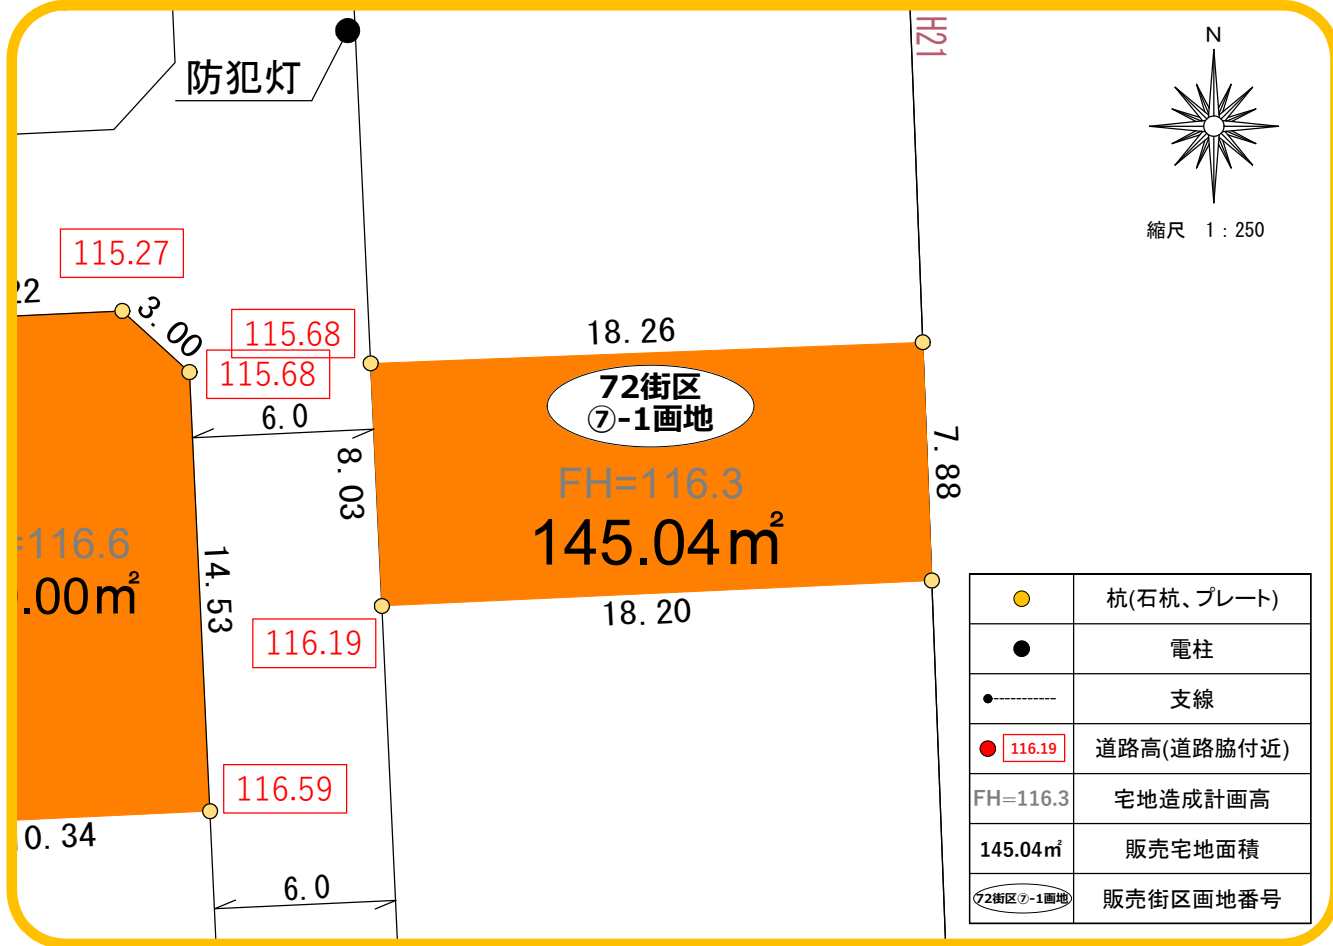 防犯灯
H21
N
縮尺 1:250
115.27
22
3.00
115.68
115.68
18.26
72街区
⑦-1画地
6.0
8.03
7.88
FH=116.3
145.04㎡
=116.6
.00㎡
14.53
18.20
116.19
116.59
0.34
6.0
杭(石杭、プレート)
電柱
支線
116.19 道路高(道路脇付近)
FH=116.3 宅地造成計画高
145.04㎡ 販売宅地面積
72街区⑦-1画地 販売街区画地番号